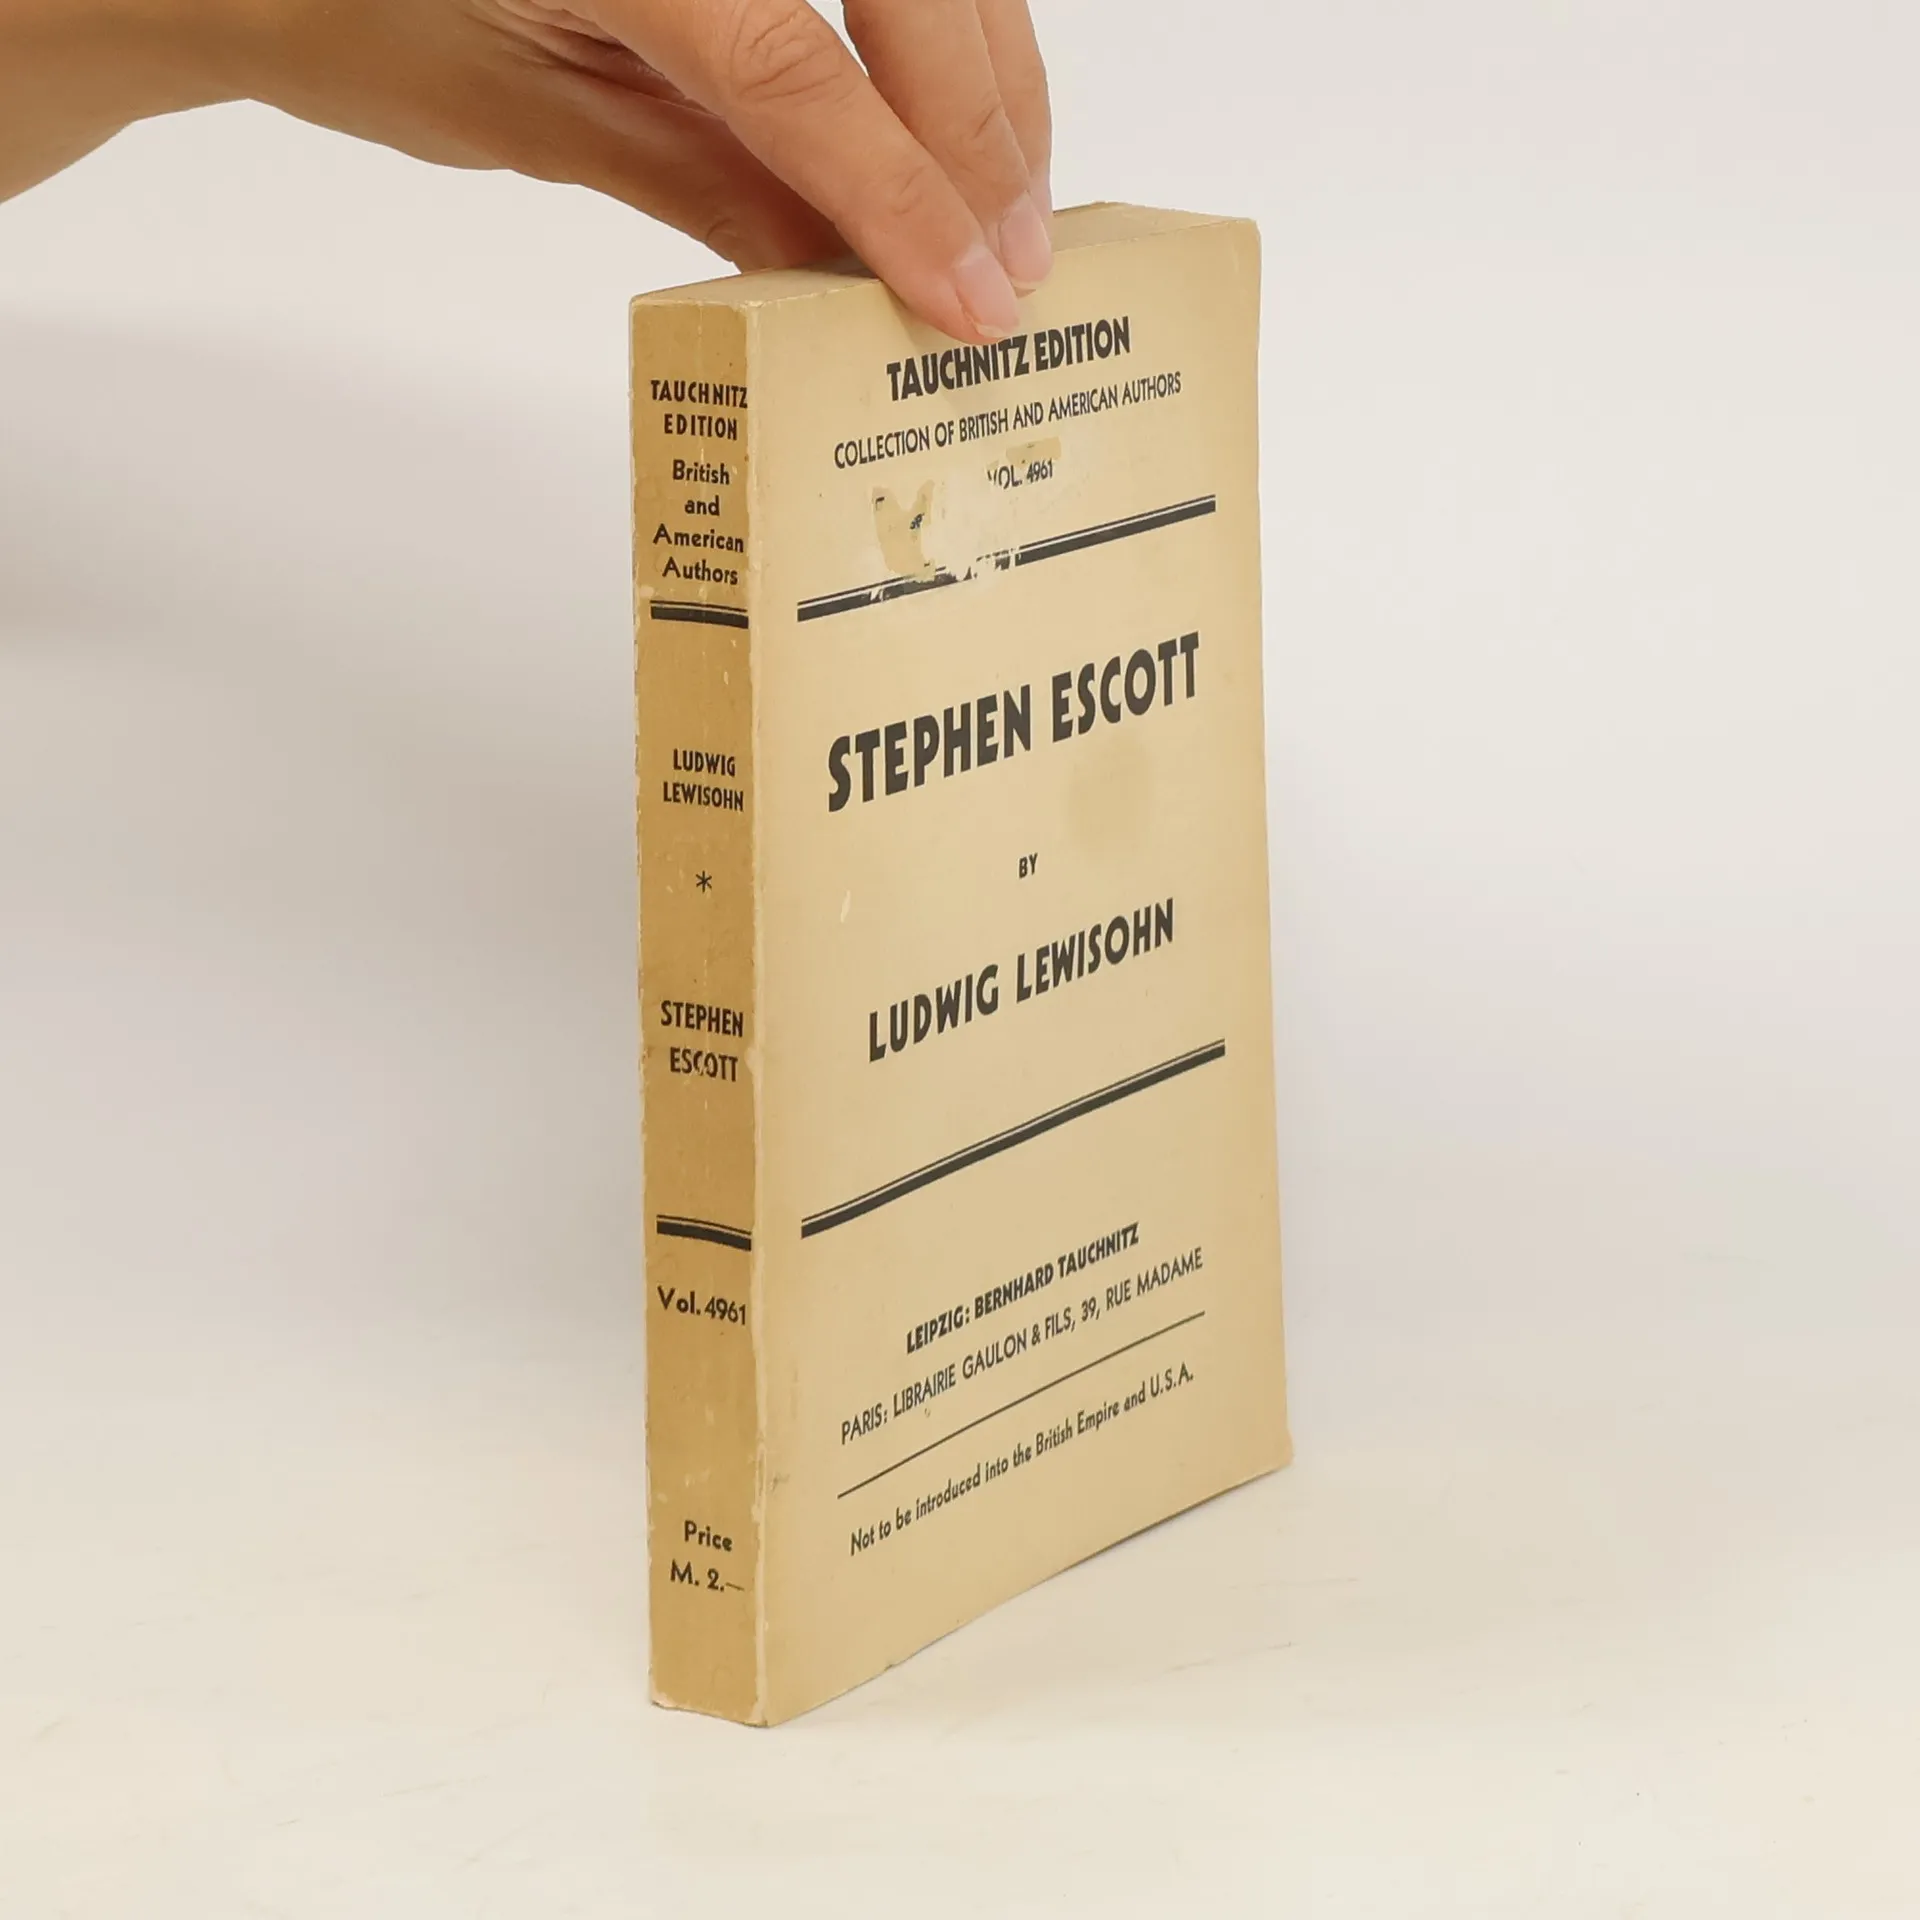 TAUCHNITZ
EDITION
British
and
American
Authors
LUDWIG
LEWISOHN
*
STEPHEN
ESCOTT
Vol. 4961
Price
M. 2.—
TAUCHNITZ EDITION
COLLECTION OF BRITISH AND AMERICAN AUTHORS
VOL. 4961
STEPHEN ESCOTT
BY
LUDWIG LEWISOHN
LEIPZIG: BERNHARD TAUCHNITZ
PARIS: LIBRAIRIE GAULON & FILS, 39, RUE MADAME
Not to be introduced into the British Empire and U.S.A.